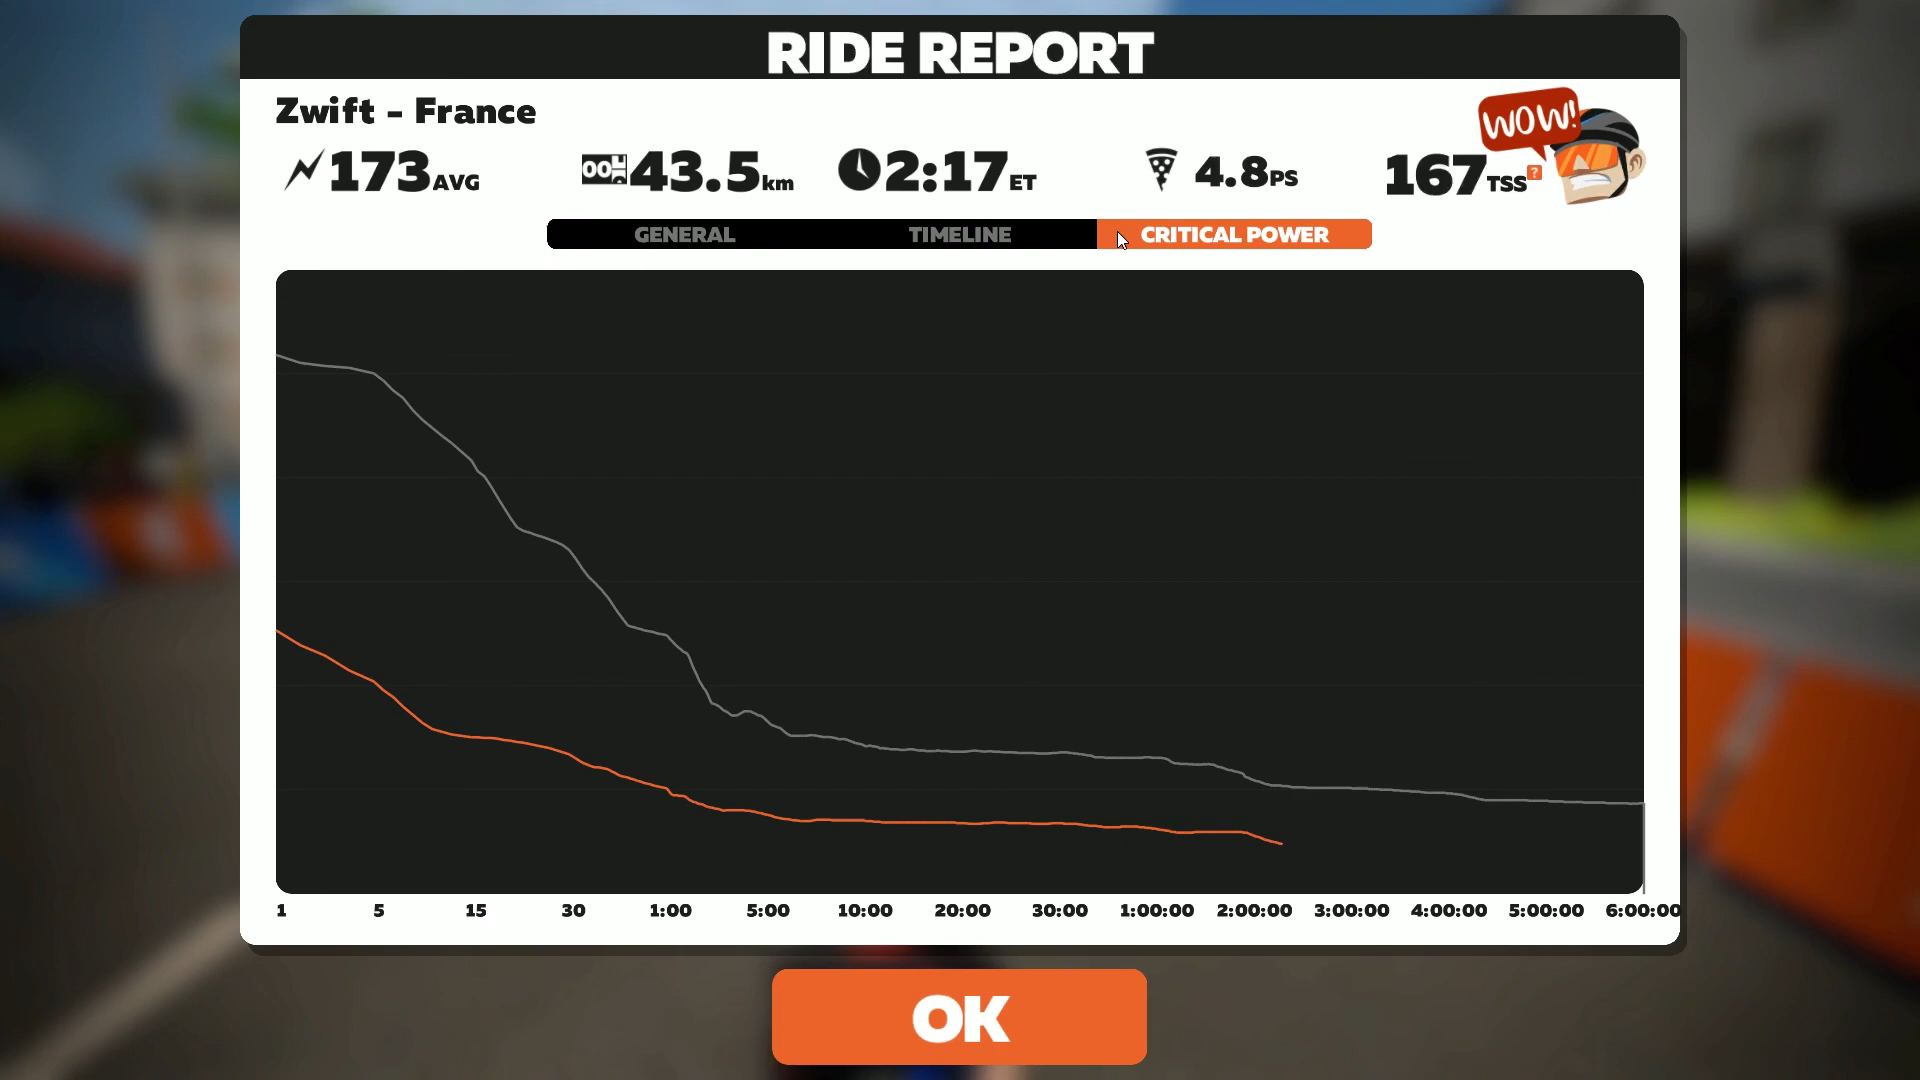 RIDE REPORT
Zwift - France
WOW!
173AVG
43.5km
2:17ET
4.8PS
167TSS ?
GENERAL
TIMELINE
CRITICAL POWER
1 5 15 30 1:00 5:00 10:00 20:00 30:00 1:00:00 2:00:00 3:00:00 4:00:00 5:00:00 6:00:00
OK